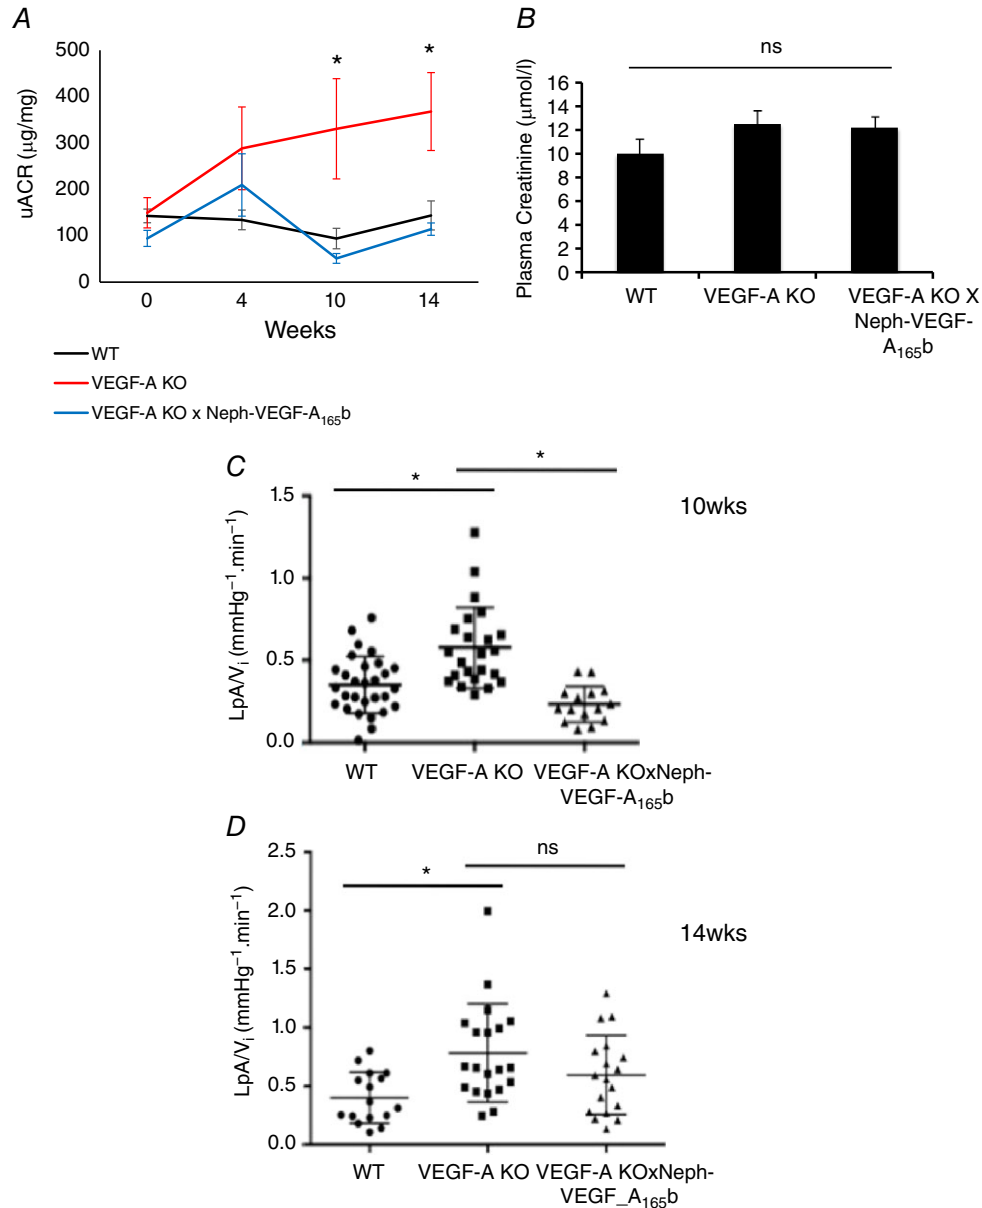 A
500
400
300
200
100
0
uACR (μg/mg)
* *
0 4 10 14
Weeks
WT
VEGF-A KO
VEGF-A KO x Neph-VEGF-A₁₆₅b
B
ns
16
14
12
10
8
6
4
2
0
Plasma Creatinine (μmol/l)
WT VEGF-A KO VEGF-A KO X
Neph-VEGF-
A₁₆₅b
C
*
*
10wks
1.5
1.0
0.5
0.0
LpA/Vᵢ (mmHg⁻¹.min⁻¹)
WT VEGF-A KO VEGF-A KOxNeph-
VEGF-A₁₆₅b
D
ns
*
14wks
2.5
2.0
1.5
1.0
0.5
0.0
LpA/Vᵢ (mmHg⁻¹.min⁻¹)
WT VEGF-A KO VEGF-A KOxNeph-
VEGF_A₁₆₅b